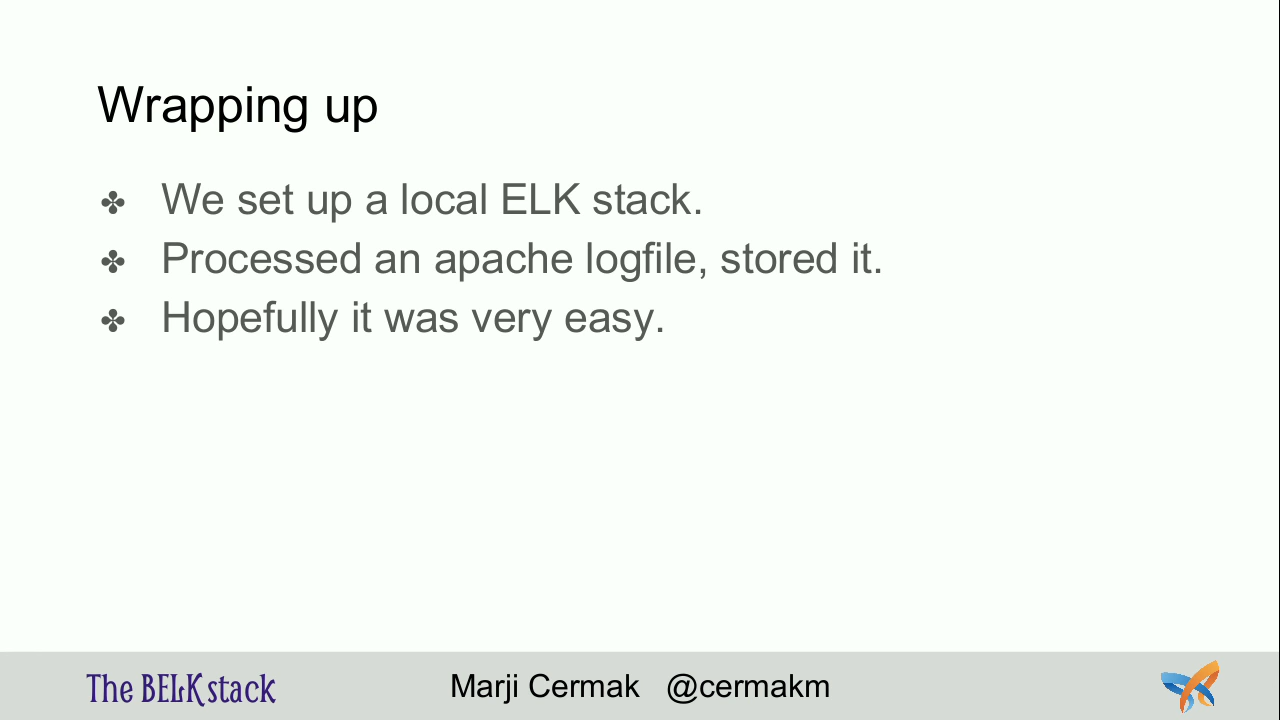 Wrapping up
✤ We set up a local ELK stack.
✤ Processed an apache logfile, stored it.
✤ Hopefully it was very easy.
The BELK stack
Marji Cermak @cermakm